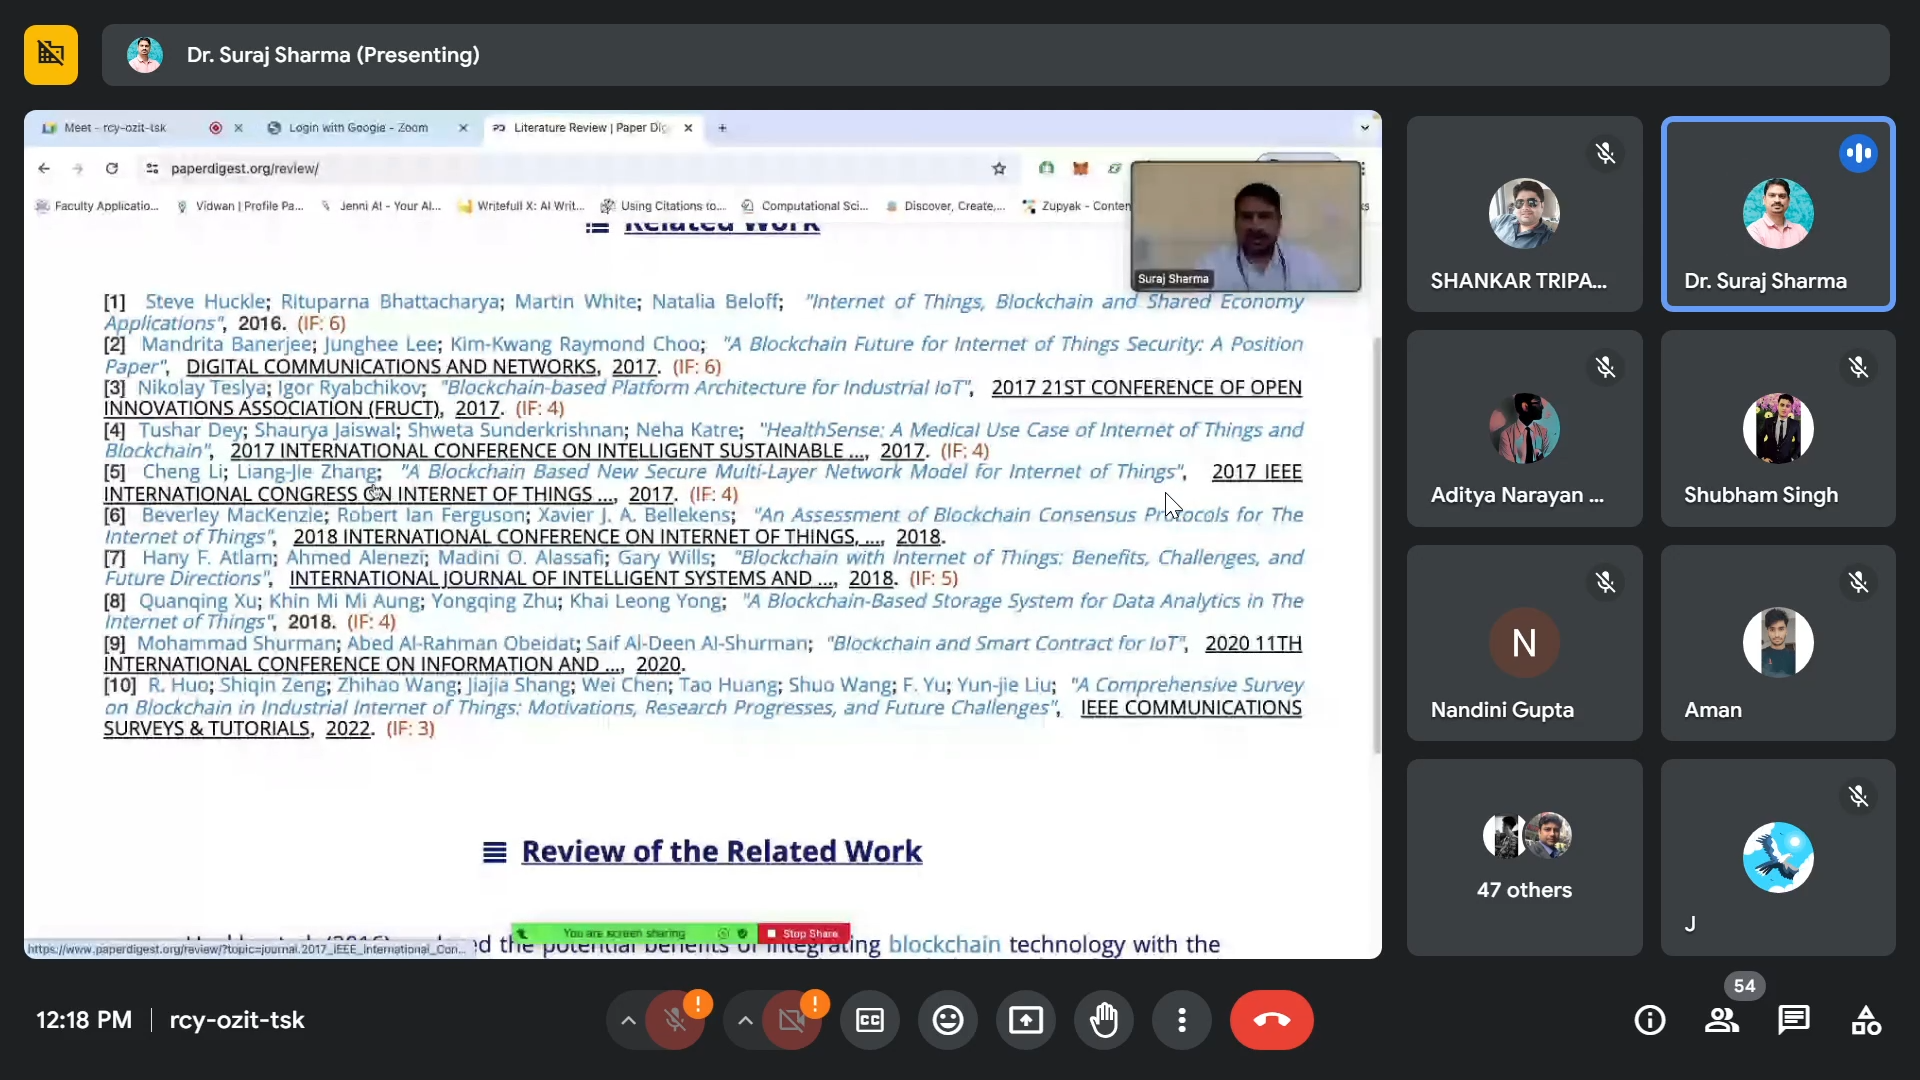 Dr. Suraj Sharma (Presenting)
Meet - rcy-ozit-tsk
Login with Google - Zoom
Literature Review | Paper Dig
paperdigest.org/review/
Faculty Applicatio...
Vidwan | Profile Pa...
Jenni AI - Your AI...
Writefull X: AI Writ...
Using Citations to...
Computational Sci...
Discover, Create,...
Zupyak - Conten
Related Work
Suraj Sharma
[1] Steve Huckle; Rituparna Bhattacharya; Martin White; Natalia Beloff; "Internet of Things, Blockchain and Shared Economy
Applications", 2016. (IF: 6)
[2] Mandrita Banerjee; Junghee Lee; Kim-Kwang Raymond Choo; "A Blockchain Future for Internet of Things Security: A Position
Paper", DIGITAL COMMUNICATIONS AND NETWORKS, 2017. (IF: 6)
[3] Nikolay Teslya; Igor Ryabchikov; "Blockchain-based Platform Architecture for Industrial IoT", 2017 21ST CONFERENCE OF OPEN
INNOVATIONS ASSOCIATION (FRUCT), 2017. (IF: 4)
[4] Tushar Dey; Shaurya Jaiswal; Shweta Sunderkrishnan; Neha Katre; "HealthSense: A Medical Use Case of Internet of Things and
Blockchain", 2017 INTERNATIONAL CONFERENCE ON INTELLIGENT SUSTAINABLE ..., 2017. (IF: 4)
[5] Cheng Li; Liang-Jie Zhang; "A Blockchain Based New Secure Multi-Layer Network Model for Internet of Things", 2017 IEEE
INTERNATIONAL CONGRESS ON INTERNET OF THINGS ..., 2017. (IF: 4)
[6] Beverley MacKenzie; Robert Ian Ferguson; Xavier J. A. Bellekens; "An Assessment of Blockchain Consensus Protocols for The
Internet of Things", 2018 INTERNATIONAL CONFERENCE ON INTERNET OF THINGS, ..., 2018.
[7] Hany F. Atlam; Ahmed Alenezi; Madini O. Alassafi; Gary Wills; "Blockchain with Internet of Things: Benefits, Challenges, and
Future Directions", INTERNATIONAL JOURNAL OF INTELLIGENT SYSTEMS AND ..., 2018. (IF: 5)
[8] Quanqing Xu; Khin Mi Mi Aung; Yongqing Zhu; Khai Leong Yong; "A Blockchain-Based Storage System for Data Analytics in The
Internet of Things", 2018. (IF: 4)
[9] Mohammad Shurman; Abed Al-Rahman Obeidat; Saif Al-Deen Al-Shurman; "Blockchain and Smart Contract for IoT", 2020 11TH
INTERNATIONAL CONFERENCE ON INFORMATION AND ..., 2020.
[10] R. Huo; Shiqin Zeng; Zhihao Wang; Jiajia Shang; Wei Chen; Tao Huang; Shuo Wang; F. Yu; Yun-jie Liu; "A Comprehensive Survey
on Blockchain in Industrial Internet of Things: Motivations, Research Progresses, and Future Challenges", IEEE COMMUNICATIONS
SURVEYS & TUTORIALS, 2022. (IF: 3)
Review of the Related Work
You are screen sharing
Stop Share
the potential benefits of integrating blockchain technology with the
https://www.paperdigest.org/review/?topic=journal.2017_IEEE_International_Con...
SHANKAR TRIPA...
Dr. Suraj Sharma
Aditya Narayan ...
Shubham Singh
N
Nandini Gupta
Aman
47 others
J
12:18 PM
rcy-ozit-tsk
CC
54